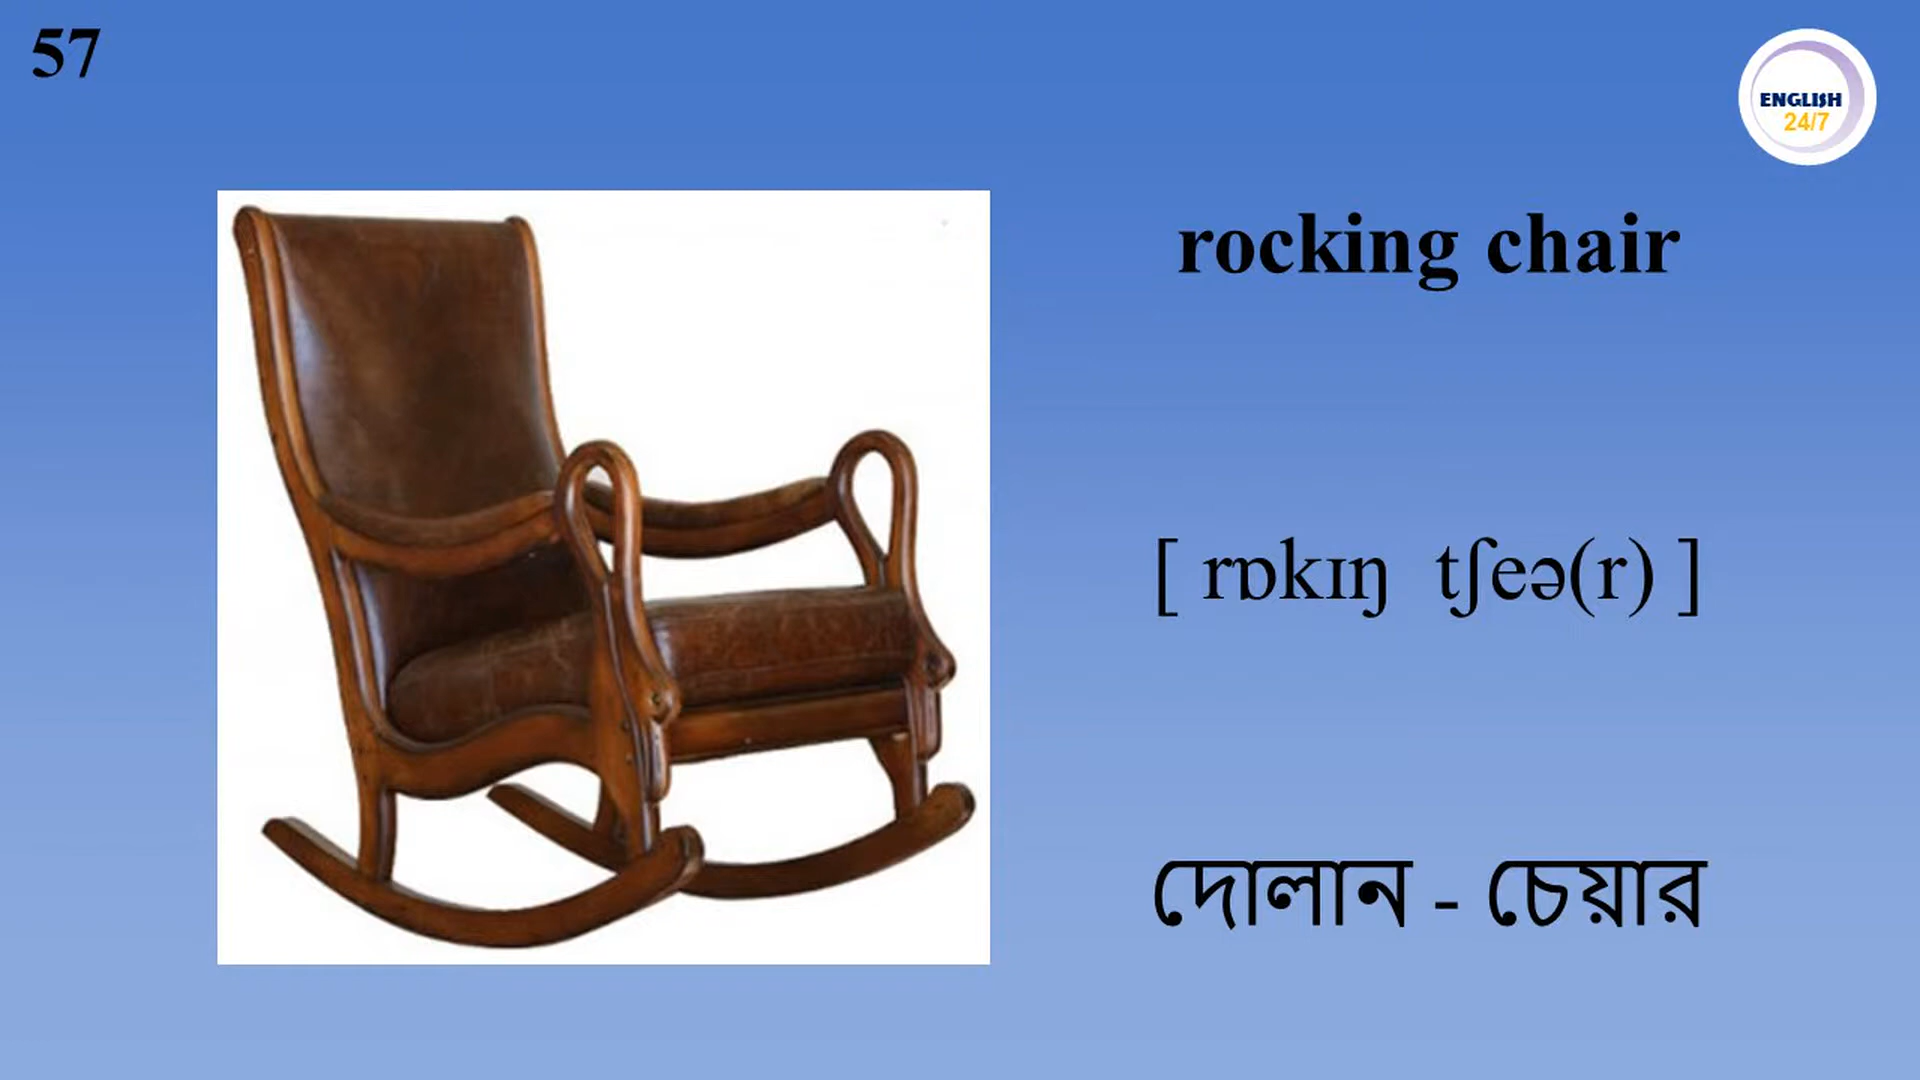 57
ENGLISH
24/7
rocking chair
[ rɒkɪŋ tʃeə(r) ]
দোলান - চেয়ার